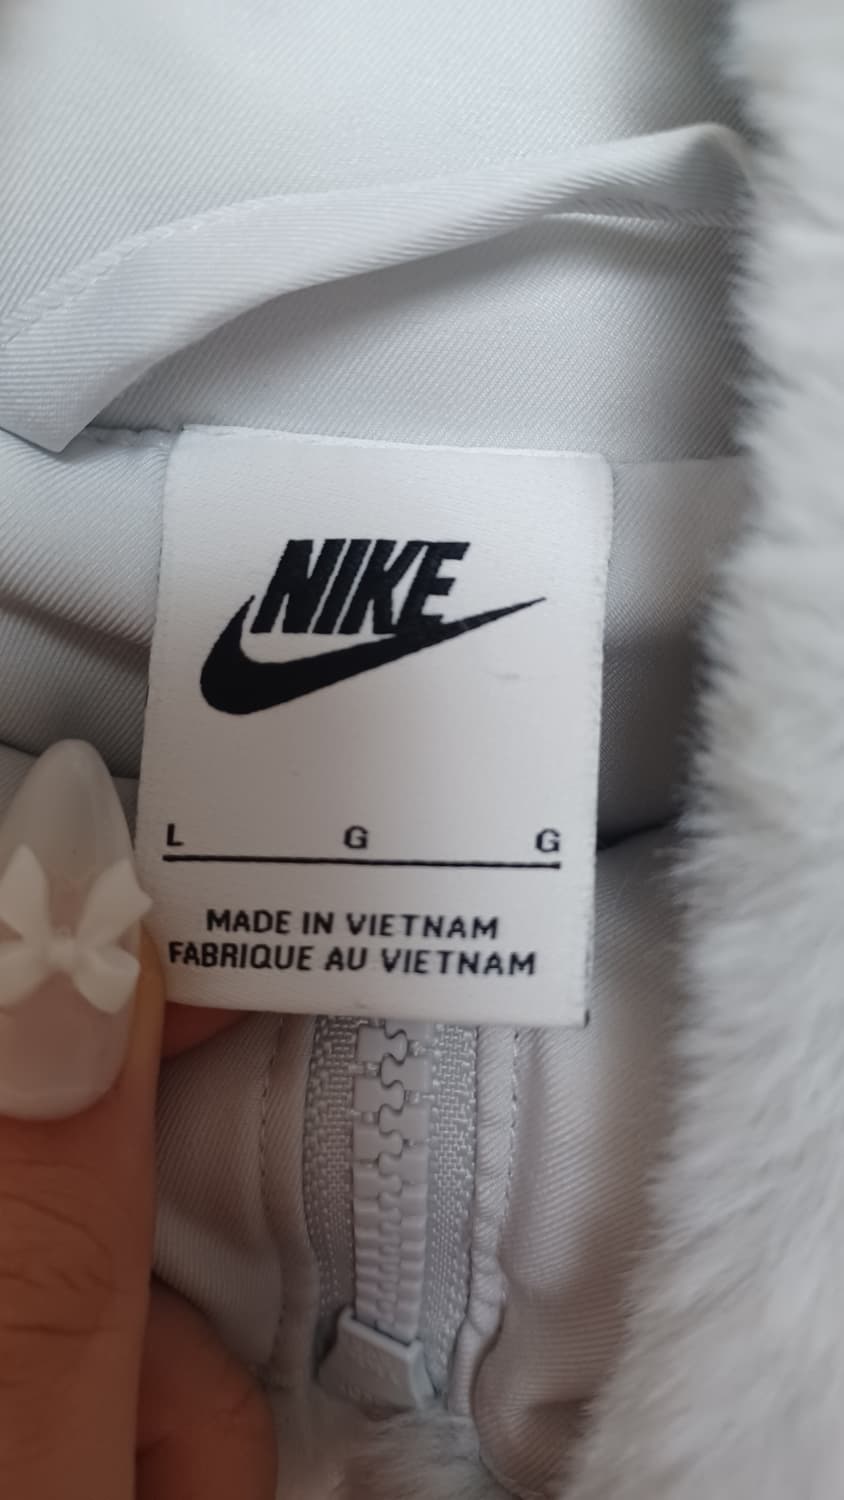 NIKE
L G G
MADE IN VIETNAM
FABRIQUE AU VIETNAM